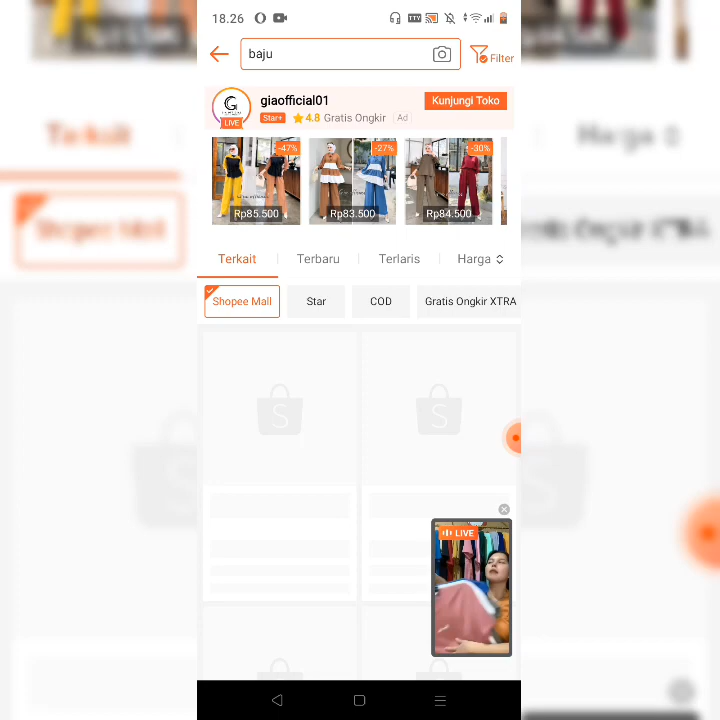 18.26
TTY
baju
Filter
G
LIVE
giaofficial01
Star+ 4.8 Gratis Ongkir Ad
Kunjungi Toko
-47%
-27%
-30%
Rp85.500
Rp83.500
Rp84.500
Terkait
Terbaru
Terlaris
Harga
Shopee Mall
Star
COD
Gratis Ongkir XTRA
LIVE